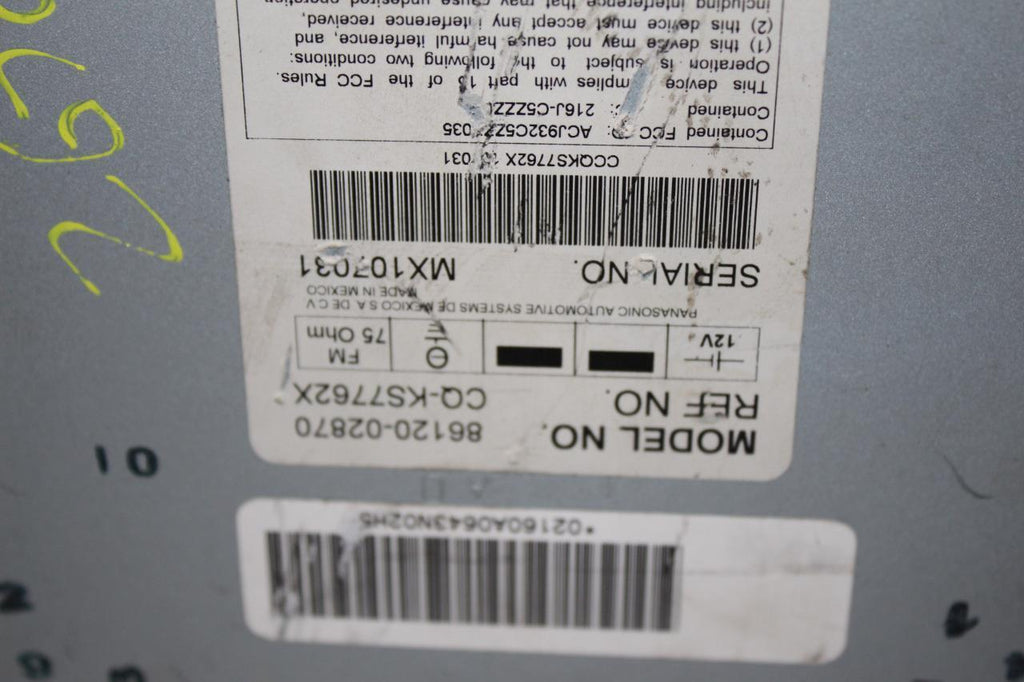 *02160A0643N02H5
MODEL NO. 86120-02870
REF NO. CQ-KS7762X
12V FM 75 Ohm
PANASONIC AUTOMOTIVE SYSTEMS DE MEXICO S.A. DE C.V.
MADE IN MEXICO
SERIAL NO. MX107031
CCQKS7762X 031
Contained FCC ACJ932C5ZZ 035
Contained 216J-C5ZZZ
This device complies with part 15 of the FCC Rules.
Operation is subject to the following two conditions:
(1) this device may not cause harmful interference, and
(2) this device must accept any interference received,
including interference that may cause undesired operation
10